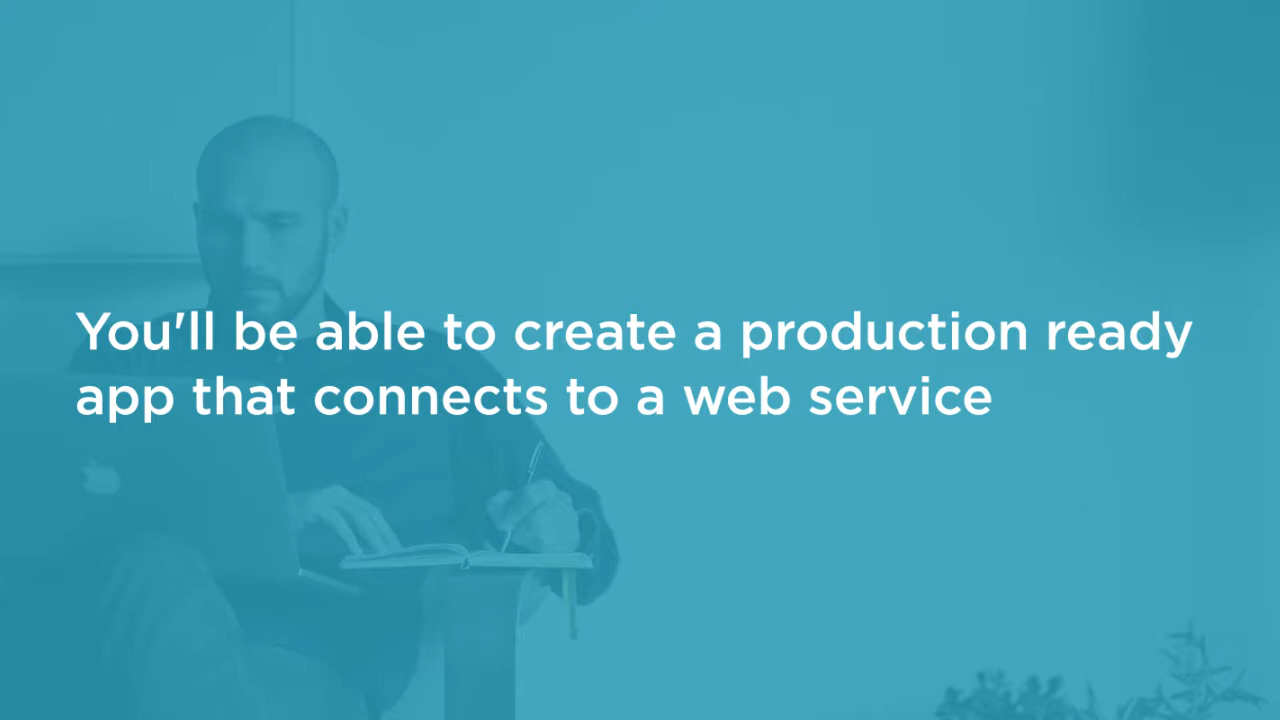 You'll be able to create a production ready
app that connects to a web service